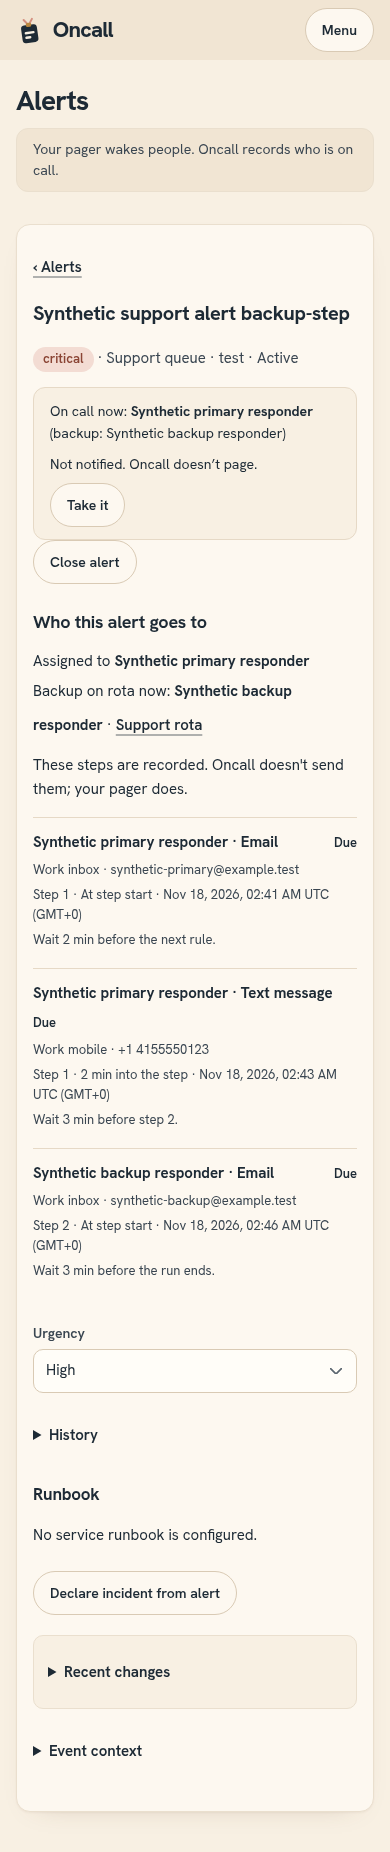 Oncall
Menu
Alerts
Your pager wakes people. Oncall records who is on
call.
‹ Alerts
Synthetic support alert backup-step
critical · Support queue · test · Active
On call now: Synthetic primary responder
(backup: Synthetic backup responder)
Not notified. Oncall doesn’t page.
Take it
Close alert
Who this alert goes to
Assigned to Synthetic primary responder
Backup on rota now: Synthetic backup
responder · Support rota
These steps are recorded. Oncall doesn't send
them; your pager does.
Synthetic primary responder · Email Due
Work inbox · synthetic-primary@example.test
Step 1 · At step start · Nov 18, 2026, 02:41 AM UTC
(GMT+0)
Wait 2 min before the next rule.
Synthetic primary responder · Text message
Due
Work mobile · +1 4155550123
Step 1 · 2 min into the step · Nov 18, 2026, 02:43 AM
UTC (GMT+0)
Wait 3 min before step 2.
Synthetic backup responder · Email Due
Work inbox · synthetic-backup@example.test
Step 2 · At step start · Nov 18, 2026, 02:46 AM UTC
(GMT+0)
Wait 3 min before the run ends.
Urgency
High
History
Runbook
No service runbook is configured.
Declare incident from alert
Recent changes
Event context